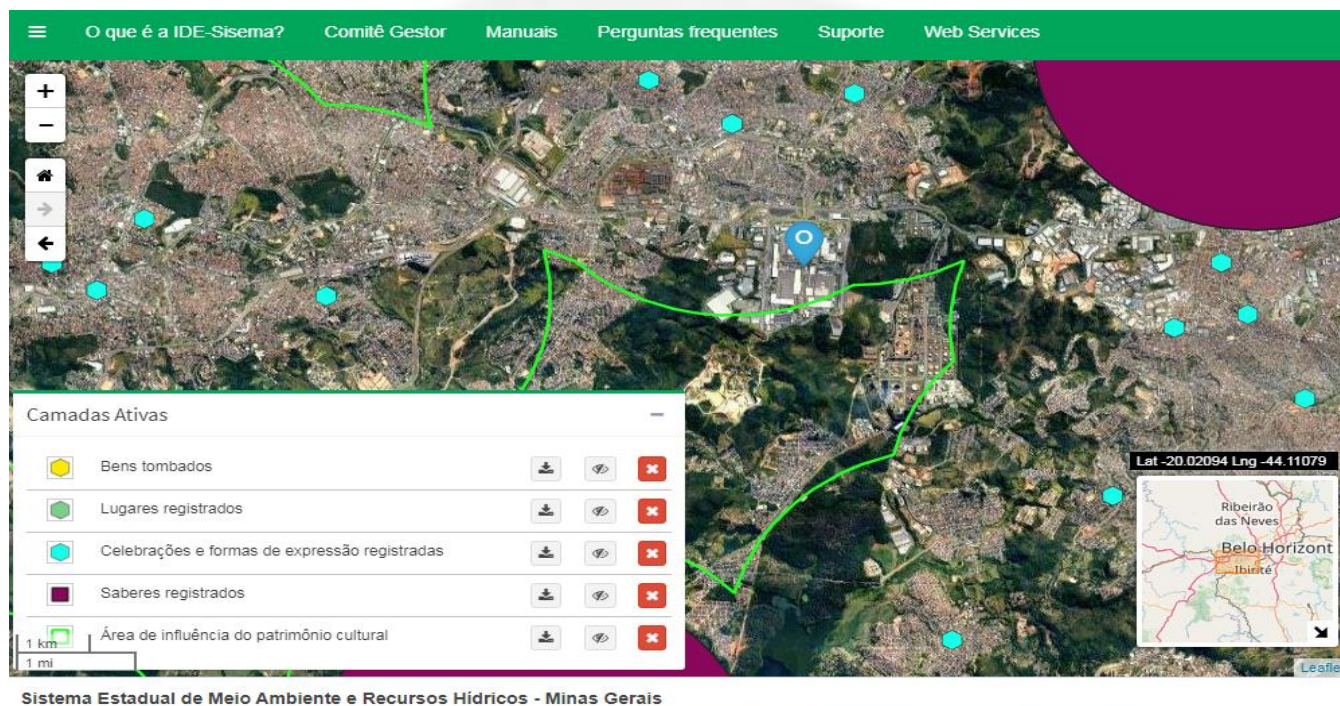 O que é a IDE-Sisema? Comitê Gestor Manuais Perguntas frequentes Suporte Web Services
+
−
Camadas Ativas
Bens tombados
Lugares registrados
Celebrações e formas de expressão registradas
Saberes registrados
Área de influência do patrimônio cultural
1 km
1 mi
Lat -20.02094 Lng -44.11079
Ribeirão
das Neves
Belo Horizont
Ibirité
Leafle
Sistema Estadual de Meio Ambiente e Recursos Hídricos - Minas Gerais